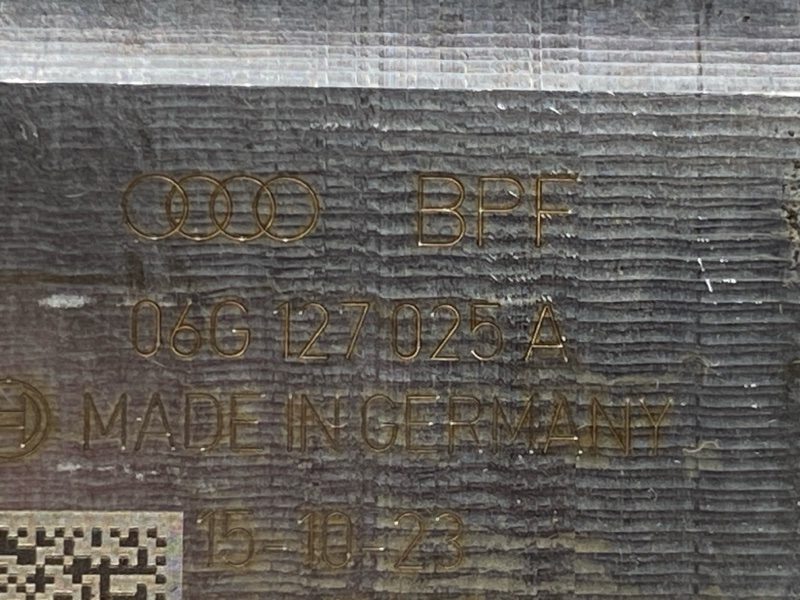 BPF
06G 127 025 A
MADE IN GERMANY
15-10-23